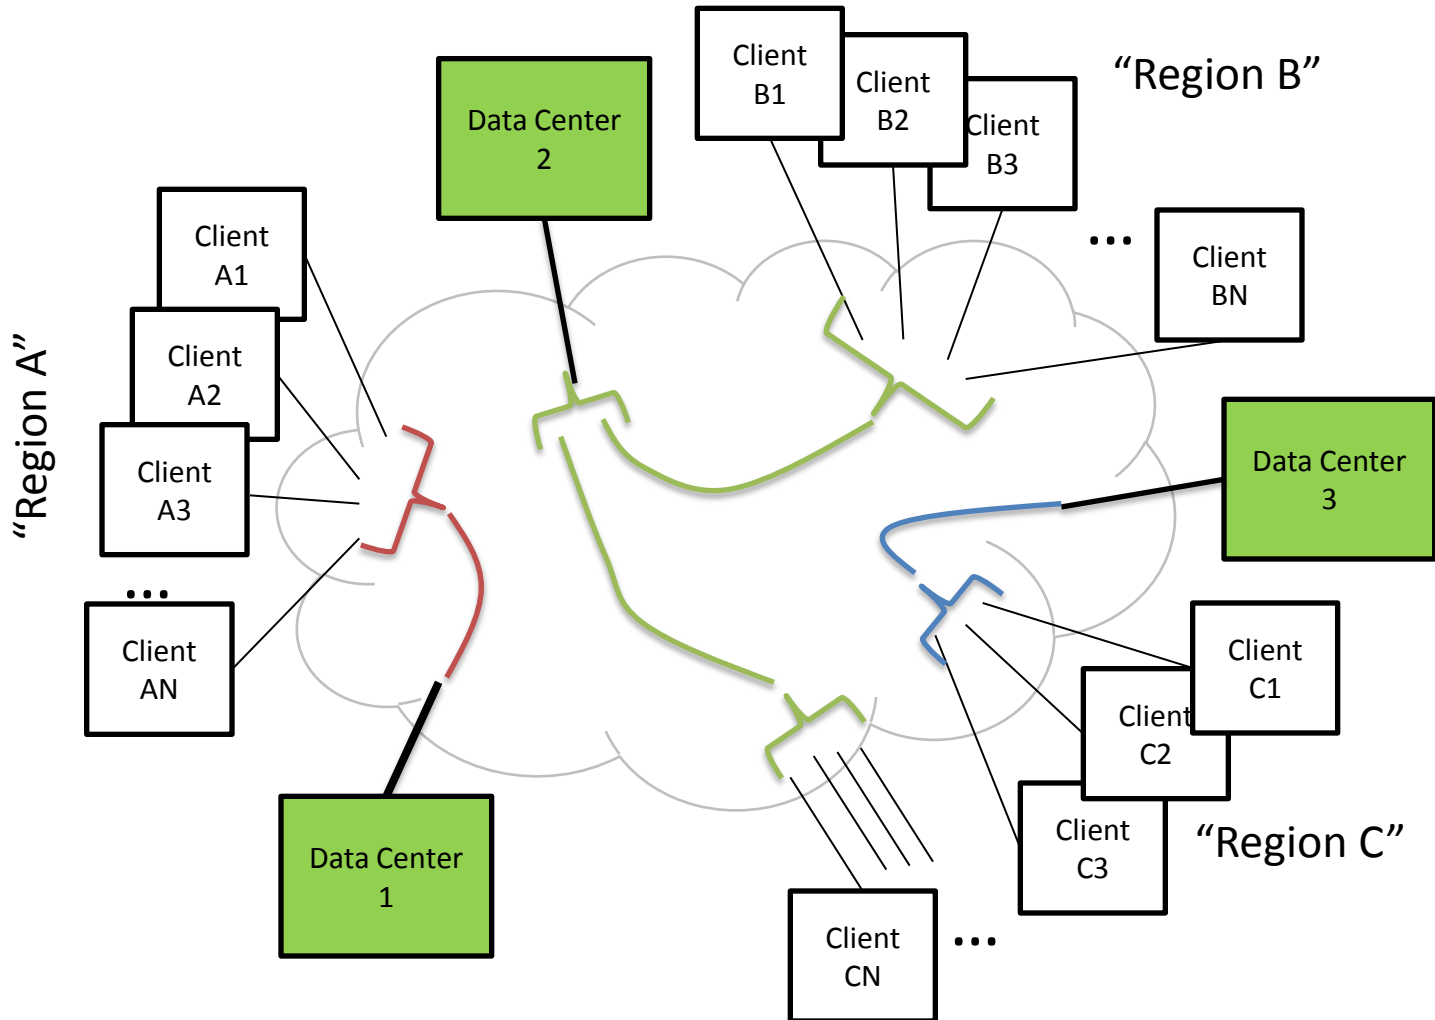 Client
B1
Client
B2
Client
B3
“Region B”
Data Center
2
...
Client
BN
Client
A1
Client
A2
Client
A3
...
Client
AN
“Region A”
Data Center
3
Client
C1
Client
C2
Client
C3
“Region C”
Data Center
1
Client
CN
...